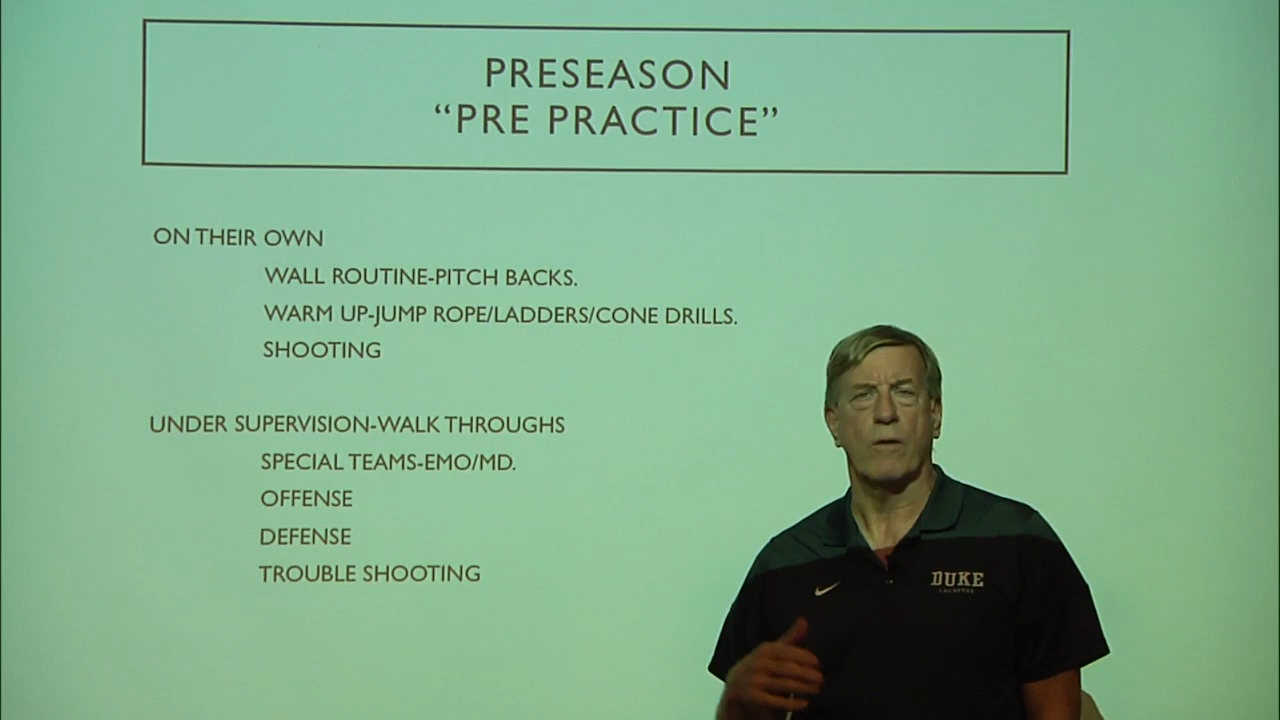 PRESEASON
“PRE PRACTICE”
ON THEIR OWN
WALL ROUTINE-PITCH BACKS.
WARM UP-JUMP ROPE/LADDERS/CONE DRILLS.
SHOOTING
UNDER SUPERVISION-WALK THROUGHS
SPECIAL TEAMS-EMO/MD.
OFFENSE
DEFENSE
TROUBLE SHOOTING
DUKE
LACROSSE